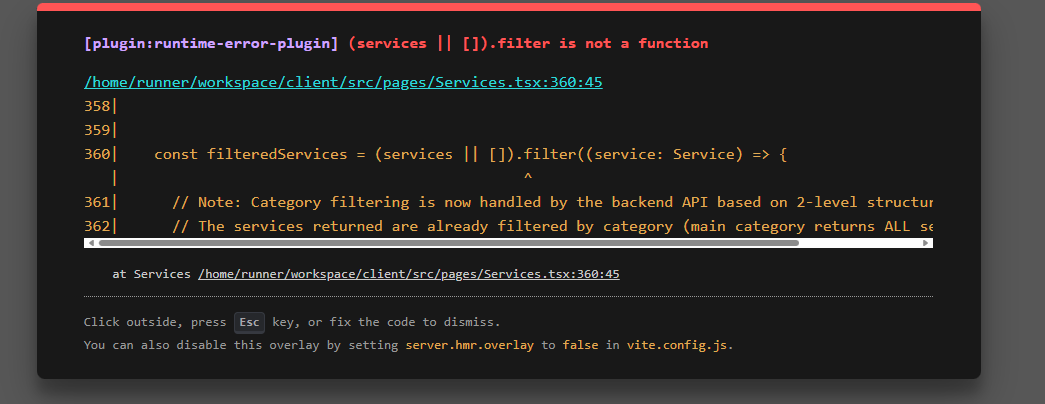 [plugin:runtime-error-plugin] (services || []).filter is not a function
/home/runner/workspace/client/src/pages/Services.tsx:360:45
358|
359|
360|    const filteredServices = (services || []).filter((service: Service) => {
   |                                             ^
361|      // Note: Category filtering is now handled by the backend API based on 2-level structur
362|      // The services returned are already filtered by category (main category returns ALL se
at Services /home/runner/workspace/client/src/pages/Services.tsx:360:45
Click outside, press Esc key, or fix the code to dismiss.
You can also disable this overlay by setting server.hmr.overlay to false in vite.config.js.